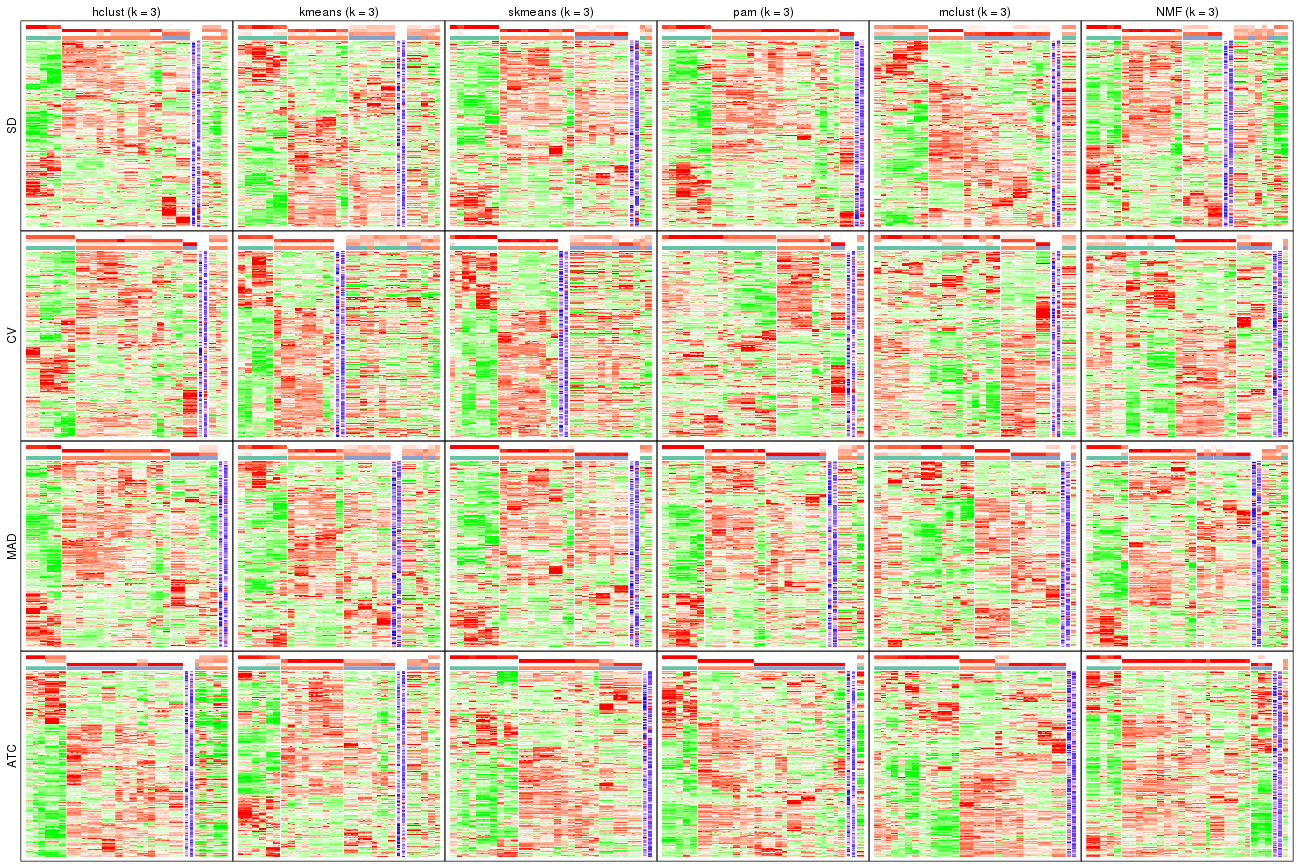 hclust (k = 3) kmeans (k = 3) skmeans (k = 3) pam (k = 3) mclust (k = 3) NMF (k = 3)
SD
CV
MAD
ATC